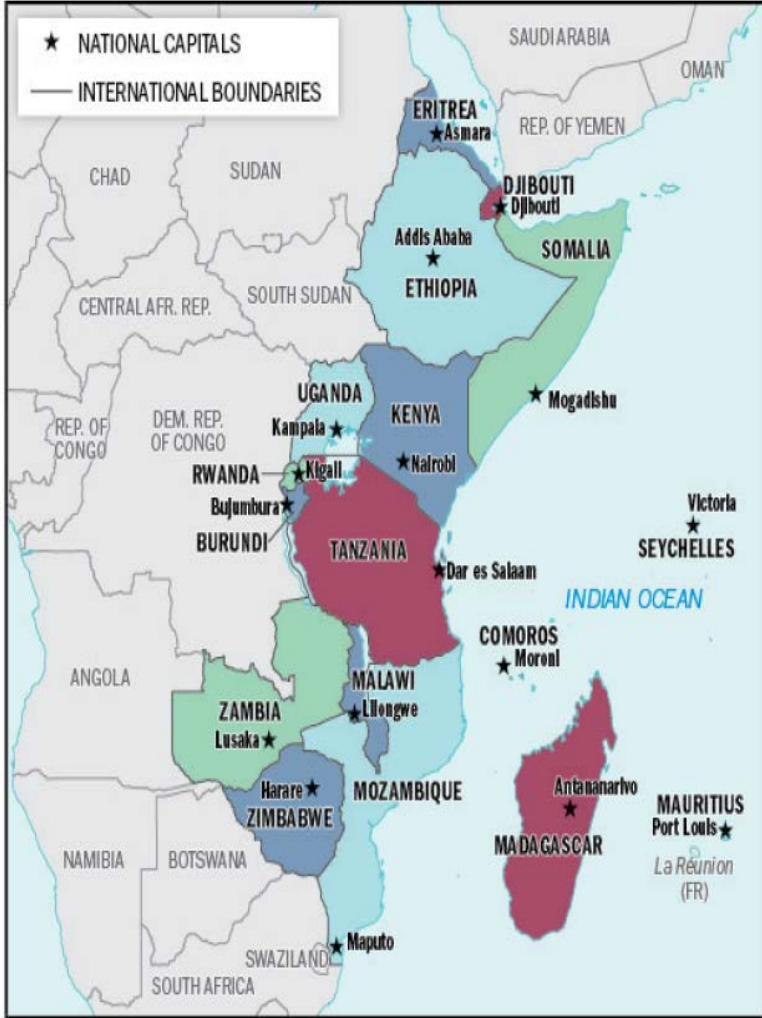 ★ NATIONAL CAPITALS
INTERNATIONAL BOUNDARIES
SAUDI ARABIA
OMAN
REP. OF YEMEN
ERITREA
Asmara
CHAD
SUDAN
DJIBOUTI
Djibouti
SOMALIA
Addis Ababa
ETHIOPIA
SOUTH SUDAN
CENTRAL AFR. REP.
UGANDA
Kampala
KENYA
Mogadishu
REP. OF
CONGO
DEM. REP.
OF CONGO
Nairobi
RWANDA
Kigali
Bujumbura
BURUNDI
TANZANIA
Victoria
SEYCHELLES
Dar es Salaam
INDIAN OCEAN
COMOROS
Moroni
ANGOLA
MALAWI
Lilongwe
ZAMBIA
Lusaka
Harare
ZIMBABWE
MOZAMBIQUE
Antananarivo
MADAGASCAR
MAURITIUS
Port Louis
La Réunion
(FR)
NAMIBIA
BOTSWANA
Maputo
SWAZILAND
SOUTH AFRICA